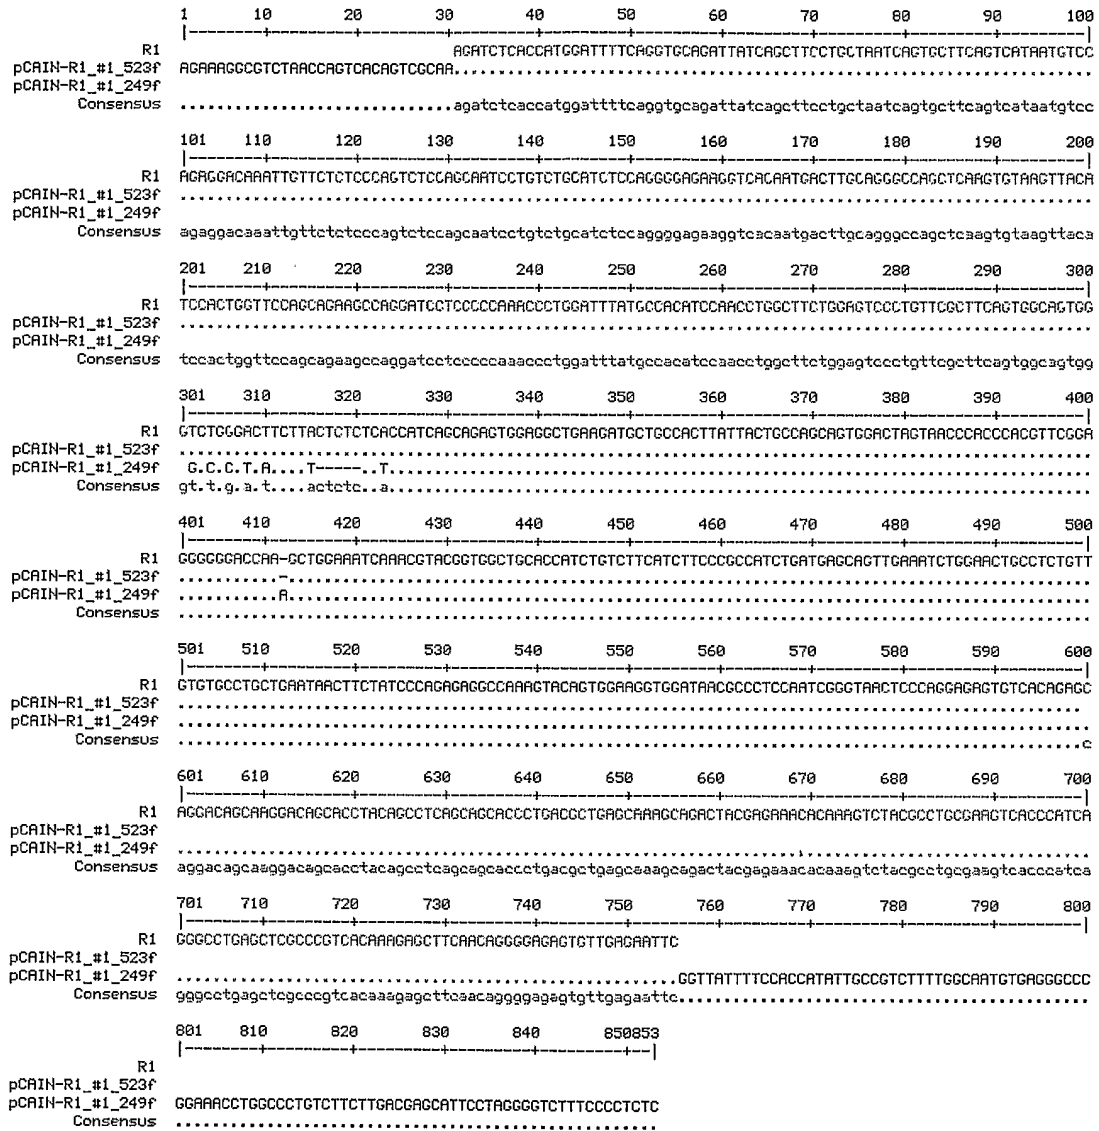 1 10 20 30 40 50 60 70 80 90 100
R1 AGATCTCACCATGGATTTTCAGGTGCAGATTATCAGCTTCCTGCTAATCAGTGCTTCAGTCATAATGTCC
pCAIN-R1_#1_523f AGAAAGGCGTCTAACCAGTCACAGTCGCAA
pCAIN-R1_#1_249f
Consensus agatctcaccatggattttcaggtgcagattatcagcttcctgctaatcagtgcttcagtcataatgtcc
101 110 120 130 140 150 160 170 180 190 200
R1 AGAGGACAAATTGTTCTCTCCCAGTCTCCAGCAATCCTGTCTGCATCTCCAGGGGAGAAGGTCACAATGACTTGCAGGGCCAGCTCAAGTGTAAGTTACA
pCAIN-R1_#1_523f
pCAIN-R1_#1_249f
Consensus agaggacaaattgttctctcccagtctccagcaatcctgtctgcatctccaggggagaaggtcacaatgacttgcagggccagctcaagtgtaagttaca
201 210 220 230 240 250 260 270 280 290 300
R1 TCCACTGGTTCCAGCAGAAGCCAGGATCCTCCCCCAAACCCTGGATTTATGCCACATCCAACCTGGCTTCTGGAGTCCCTGTTCGCTTCAGTGGCAGTGG
pCAIN-R1_#1_523f
pCAIN-R1_#1_249f
Consensus tccactggttccagcagaagccaggatcctcccccaaaccctggatttatgccacatccaacctggcttctggagtccctgttcgcttcagtggcagtgg
301 310 320 330 340 350 360 370 380 390 400
R1 GTCTGGGACTTCTTACTCTCTCACCATCAGCAGAGTGGAGGCTGAAGATGCTGCCACTTATTACTGCCAGCAGTGGACTAGTAACCCACCCACGTTCGGA
pCAIN-R1_#1_523f
pCAIN-R1_#1_249f G.C.C.T.A....T-----..T
Consensus gt.t.g.a.t....actctc..a
401 410 420 430 440 450 460 470 480 490 500
R1 GGGGGGACCAA-GCTGGAAATCAAACGTACGGTGGCTGCACCATCTGTCTTCATCTTCCCGCCATCTGATGAGCAGTTGAAATCTGGAACTGCCTCTGTT
pCAIN-R1_#1_523f -
pCAIN-R1_#1_249f A
Consensus
501 510 520 530 540 550 560 570 580 590 600
R1 GTGTGCCTGCTGAATAACTTCTATCCCAGAGAGGCCAAAGTACAGTGGAAGGTGGATAACGCCCTCCAATCGGGTAACTCCCAGGAGAGTGTCACAGAGC
pCAIN-R1_#1_523f
pCAIN-R1_#1_249f
Consensus c
601 610 620 630 640 650 660 670 680 690 700
R1 AGGACAGCAAGGACAGCACCTACAGCCTCAGCAGCACCCTGACGCTGAGCAAAGCAGACTACGAGAAACACAAAGTCTACGCCTGCGAAGTCACCCATCA
pCAIN-R1_#1_523f
pCAIN-R1_#1_249f
Consensus aggacagcaaggacagcacctacagcctcagcagcaccctgacgctgagcaaagcagactacgagaaacacaaagtctacgcctgcgaagtcacccatca
701 710 720 730 740 750 760 770 780 790 800
R1 GGGCCTGAGCTCGCCCGTCACAAAGAGCTTCAACAGGGGAGAGTGTTGAGAATTC
pCAIN-R1_#1_523f
pCAIN-R1_#1_249f GGTTATTTTCCACCATATTGCCGTCTTTTGGCAATGTGAGGGCCC
Consensus gggcctgagctcgcccgtcacaaagagcttcaacaggggagagtgttgagaattc
801 810 820 830 840 850853
R1
pCAIN-R1_#1_523f
pCAIN-R1_#1_249f GGAAACCTGGCCCTGTCTTCTTGACGAGCATTCCTAGGGGTCTTTCCCCTCTC
Consensus